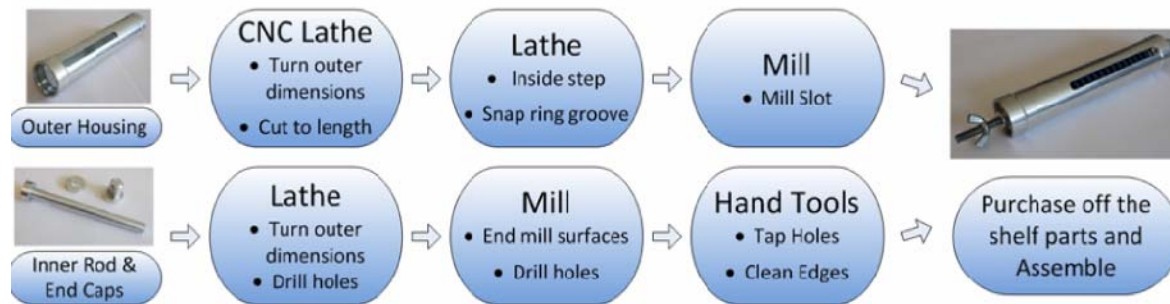 Outer Housing
CNC Lathe
• Turn outer
dimensions
• Cut to length
Lathe
• Inside step
• Snap ring groove
Mill
• Mill Slot
Inner Rod &
End Caps
Lathe
• Turn outer
dimensions
• Drill holes
Mill
• End mill surfaces
• Drill holes
Hand Tools
• Tap Holes
• Clean Edges
Purchase off the
shelf parts and
Assemble